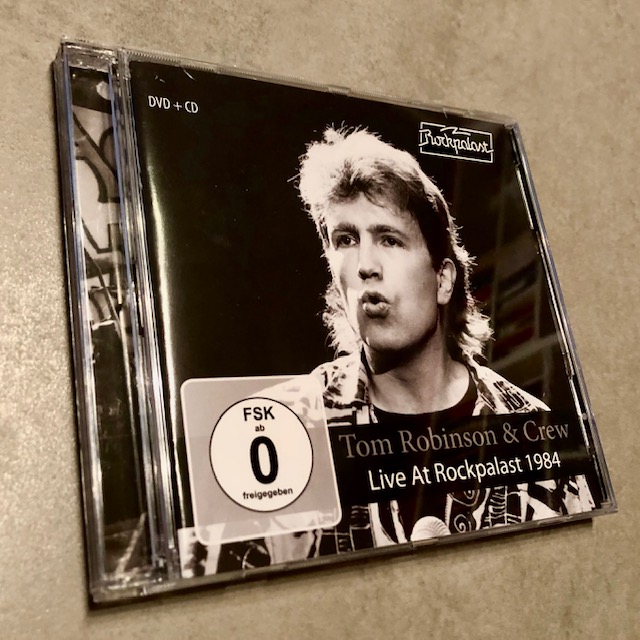 DVD + CD
Rockpalast
FSK
ab
0
freigegeben
Tom Robinson & Crew
Live At Rockpalast 1984